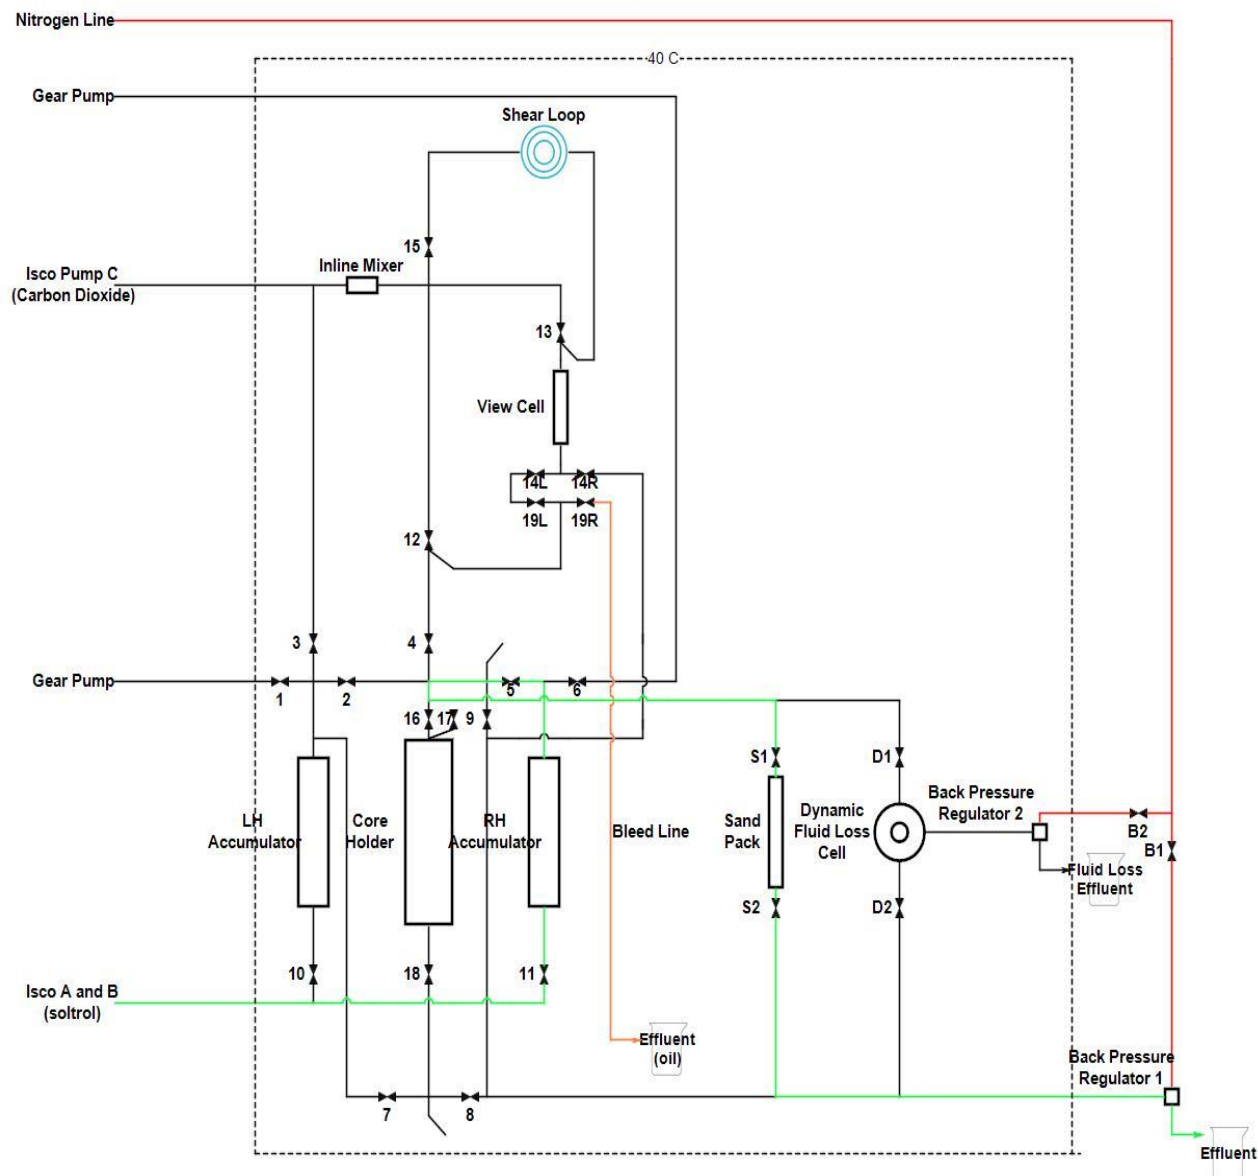 Nitrogen Line
40 C
Gear Pump
Shear Loop
15
Isco Pump C
(Carbon Dioxide)
Inline Mixer
13
View Cell
14L
14R
19L
19R
12
3
4
Gear Pump
1
2
5
6
16
17
9
S1
D1
LH
Accumulator
Core
Holder
RH
Accumulator
Bleed Line
Sand
Pack
Dynamic
Fluid Loss
Cell
Back Pressure
Regulator 2
B2
B1
Fluid Loss
Effluent
S2
D2
10
18
11
Isco A and B
(soltrol)
Effluent
(oil)
Back Pressure
Regulator 1
7
8
Effluent